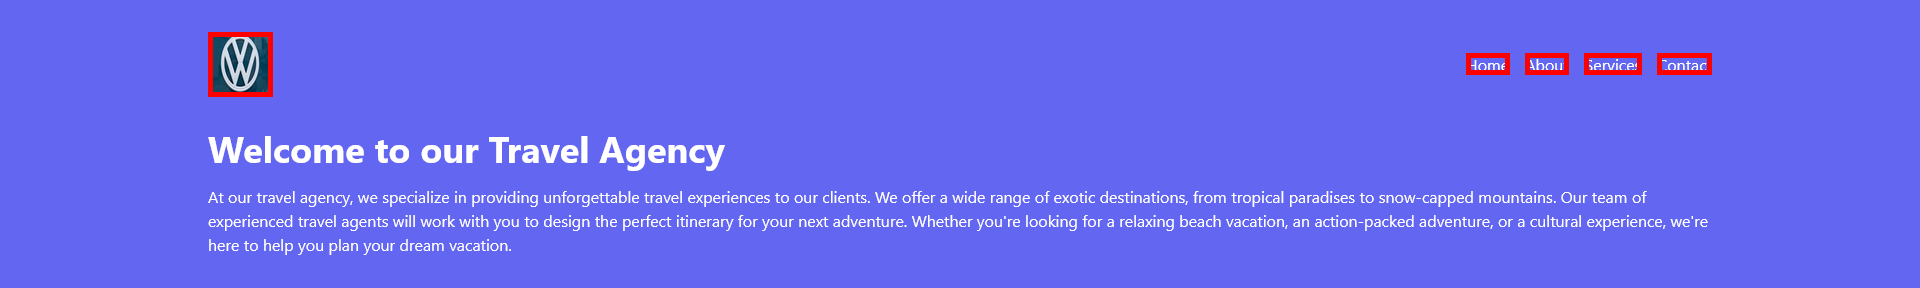 Home About Services Contact
Welcome to our Travel Agency
At our travel agency, we specialize in providing unforgettable travel experiences to our clients. We offer a wide range of exotic destinations, from tropical paradises to snow-capped mountains. Our team of
experienced travel agents will work with you to design the perfect itinerary for your next adventure. Whether you're looking for a relaxing beach vacation, an action-packed adventure, or a cultural experience, we're
here to help you plan your dream vacation.